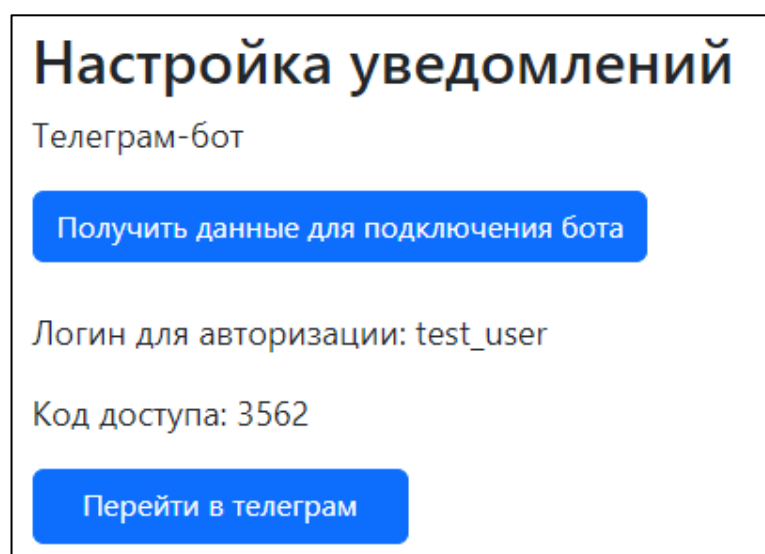 Настройка уведомлений
Телеграм-бот
Получить данные для подключения бота
Логин для авторизации: test_user
Код доступа: 3562
Перейти в телеграм